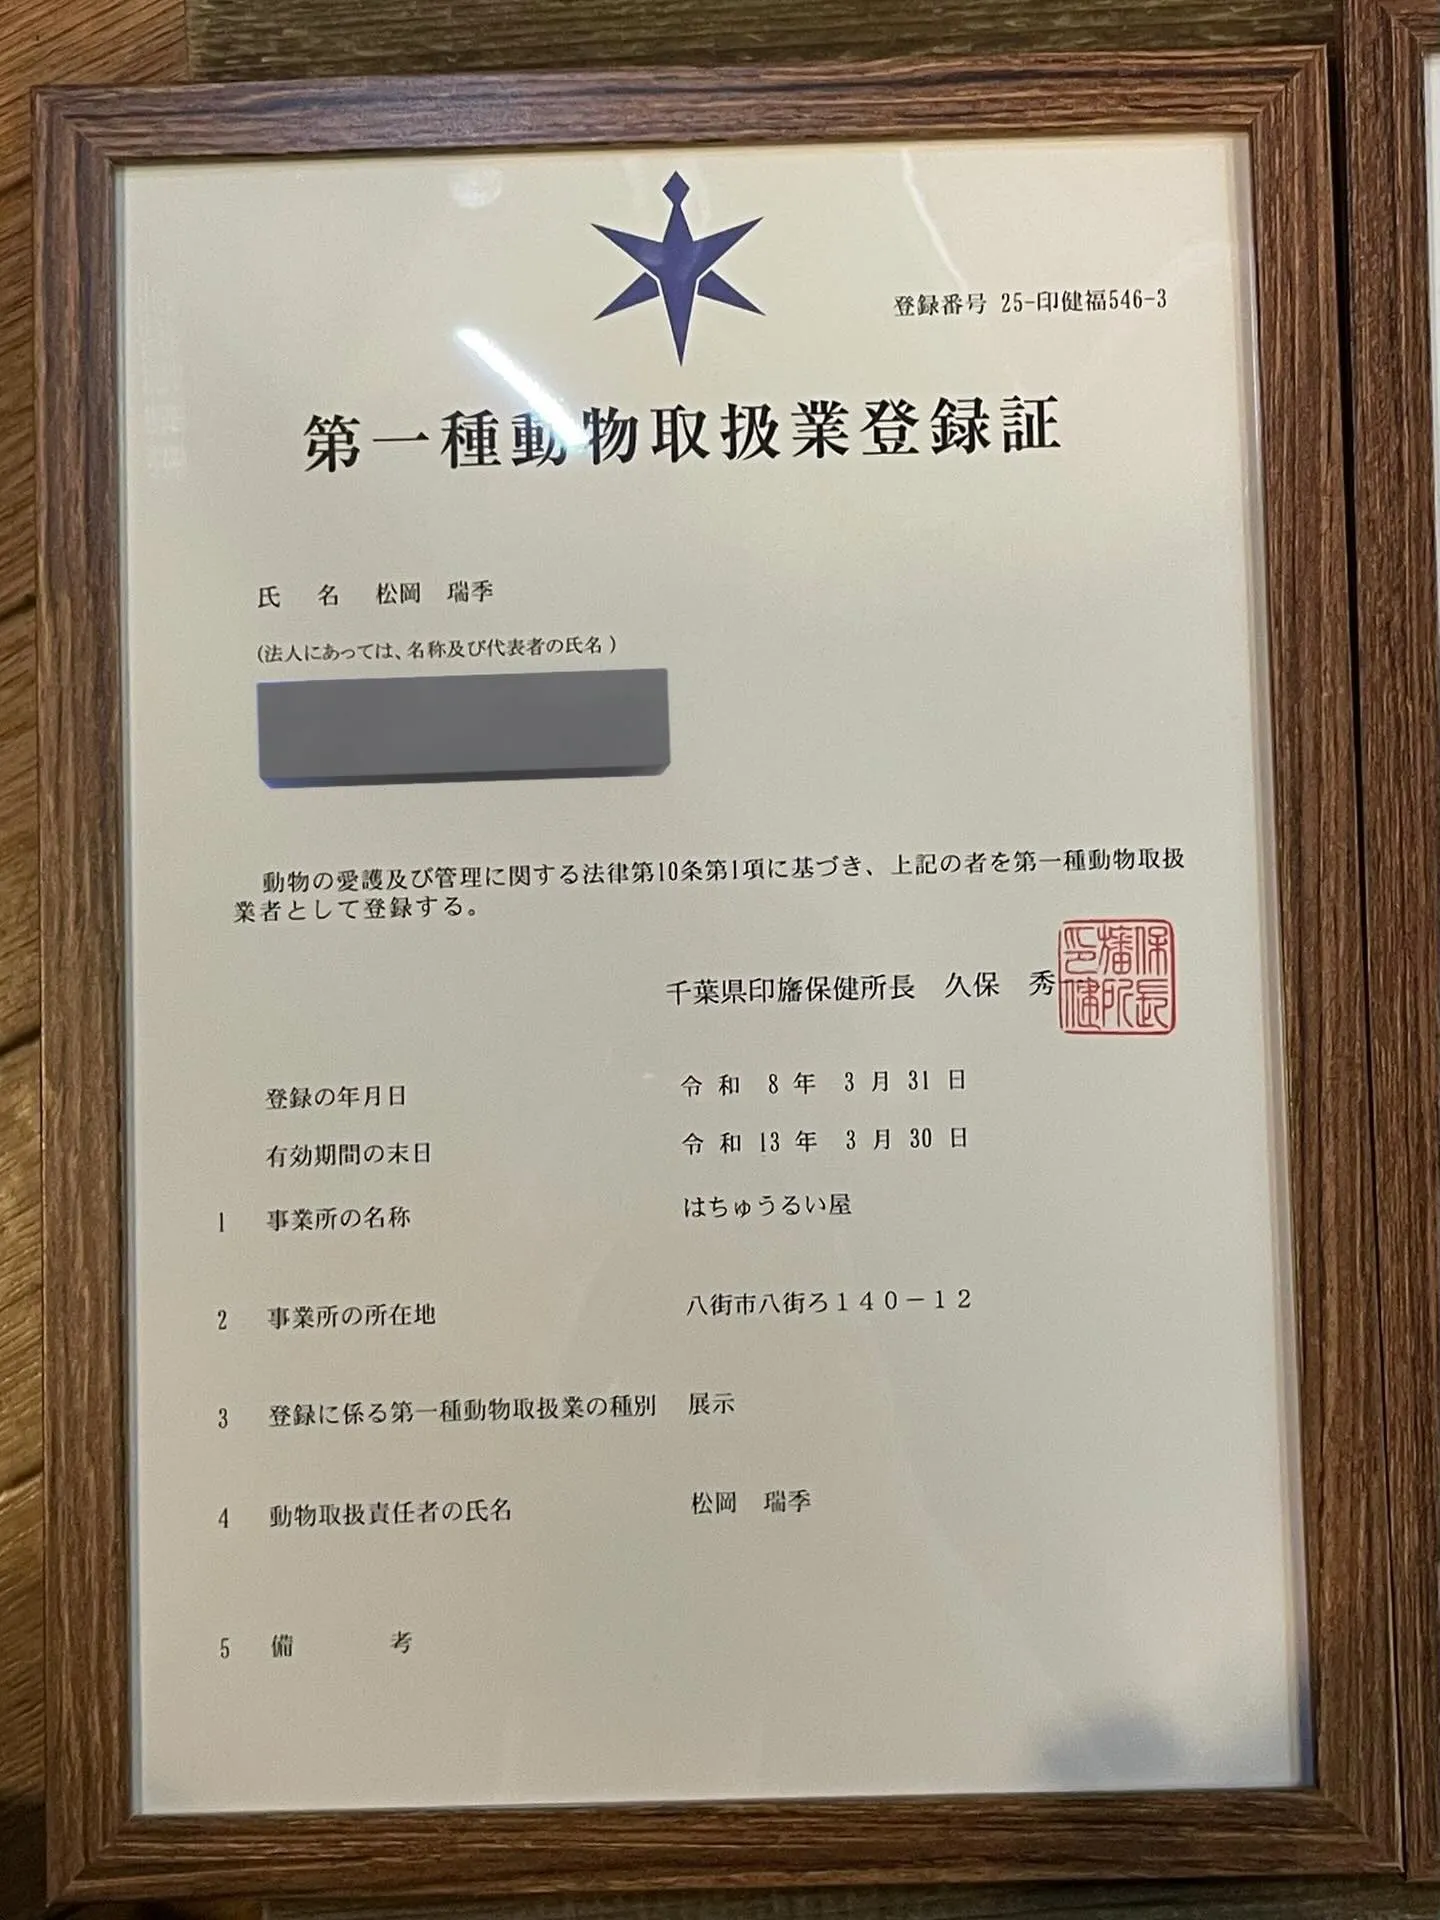 登録番号 25-印健福546-3
第一種動物取扱業登録証
氏 名 松岡 瑞季
(法人にあっては、名称及び代表者の氏名)
動物の愛護及び管理に関する法律第10条第1項に基づき、上記の者を第一種動物取扱
業者として登録する。
千葉県印旛保健所長 久保 秀
印旛保健所長
登録の年月日 令和 8年 3月 31日
有効期間の末日 令和 13年 3月 30日
1 事業所の名称 はちゅうるい屋
2 事業所の所在地 八街市八街ろ140-12
3 登録に係る第一種動物取扱業の種別 展示
4 動物取扱責任者の氏名 松岡 瑞季
5 備 考